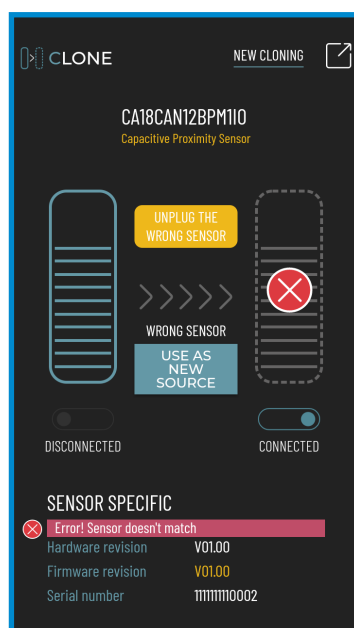 CLONE
NEW CLONING
CA18CAN12BPM1IO
Capacitive Proximity Sensor
UNPLUG THE
WRONG SENSOR
WRONG SENSOR
USE AS
NEW
SOURCE
DISCONNECTED
CONNECTED
SENSOR SPECIFIC
Error! Sensor doesn't match
Hardware revision V01.00
Firmware revision V01.00
Serial number 1111111110002